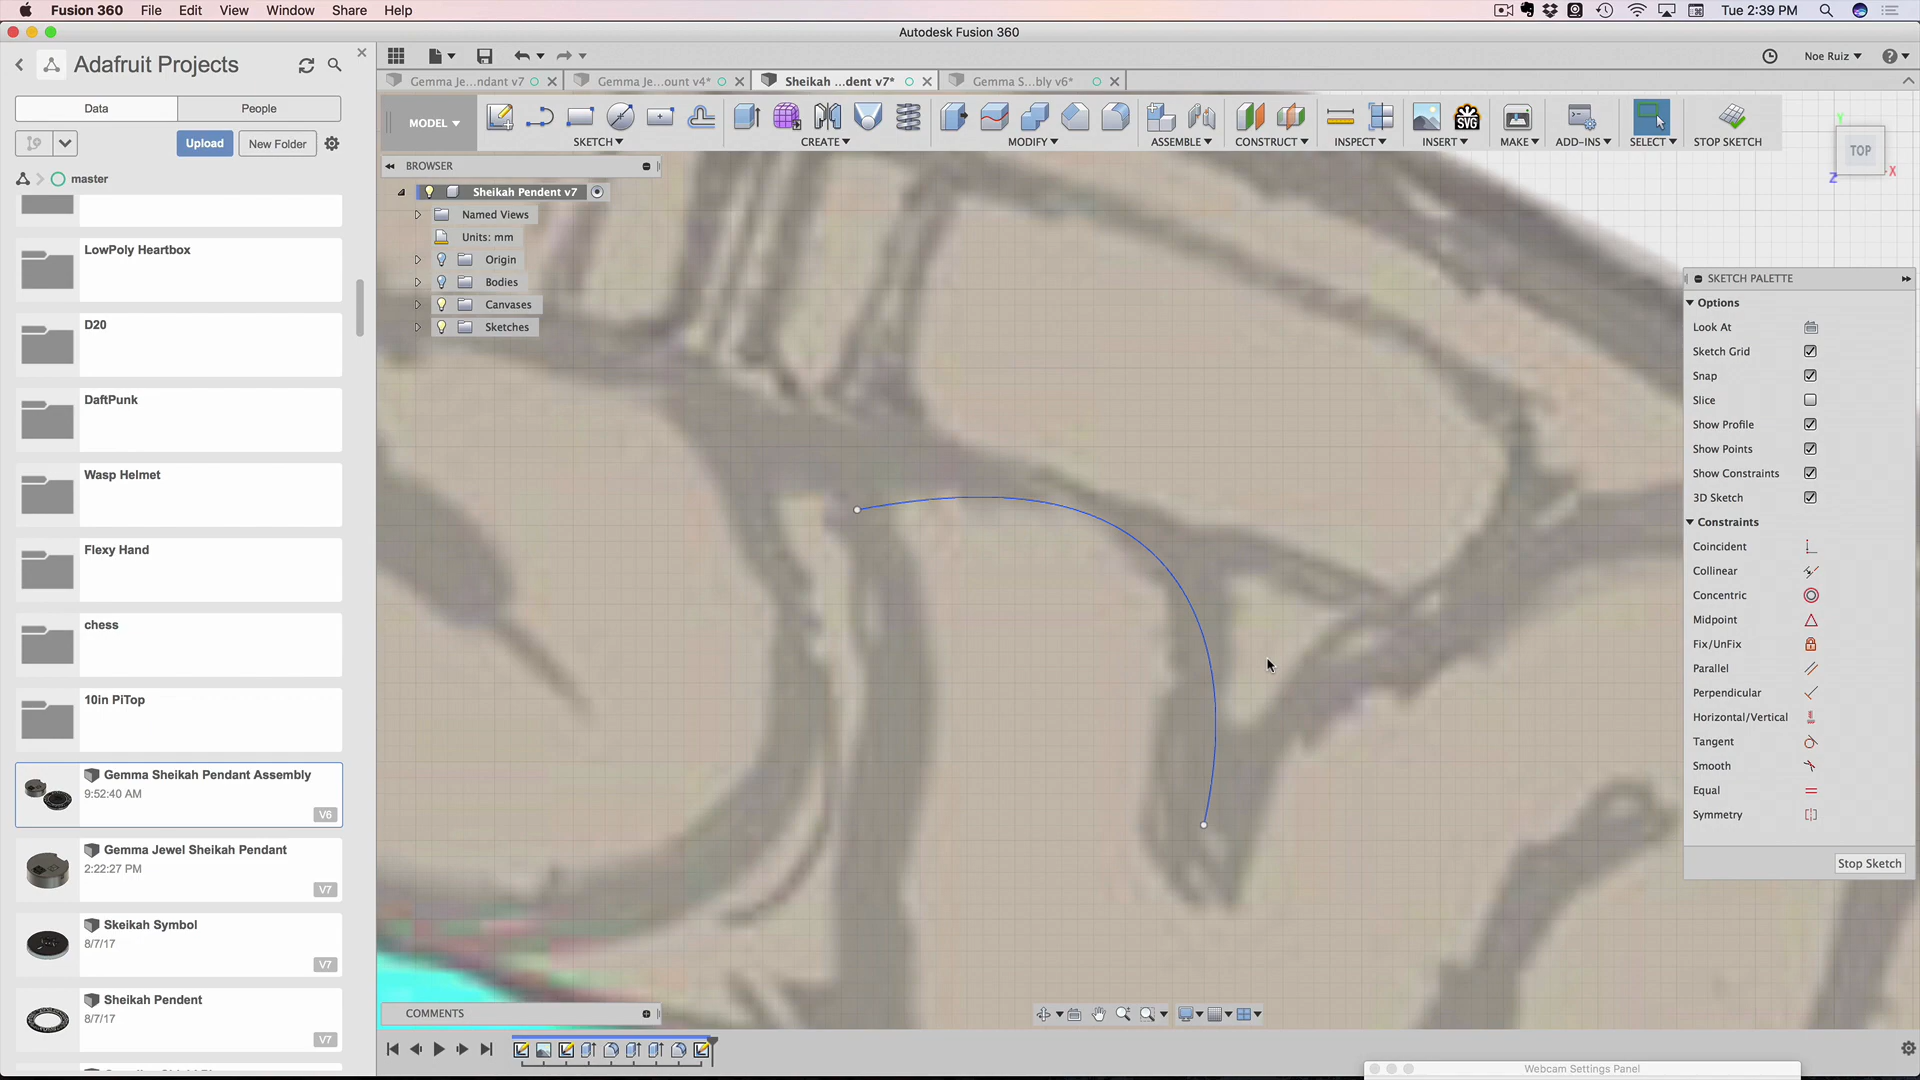 Fusion 360 File Edit View Window Share Help Tue 2:39 PM
Autodesk Fusion 360
Adafruit Projects
Noe Ruiz
Gemma Je...ndant v7 Gemma Je...ount v4* Sheikah ...dent v7* Gemma S...bly v6*
Data People
Upload New Folder
master
MODEL
SKETCH CREATE MODIFY ASSEMBLE CONSTRUCT INSPECT INSERT MAKE ADD-INS SELECT STOP SKETCH
SVG
TOP
Y
X
Z
BROWSER
Sheikah Pendent v7
Named Views
Units: mm
Origin
Bodies
Canvases
Sketches
LowPoly Heartbox
D20
DaftPunk
Wasp Helmet
Flexy Hand
chess
10in PiTop
Gemma Sheikah Pendant Assembly
9:52:40 AM
V6
Gemma Jewel Sheikah Pendant
2:22:27 PM
V7
Skeikah Symbol
8/7/17
V7
Sheikah Pendent
8/7/17
V7
SKETCH PALETTE
Options
Look At
Sketch Grid
Snap
Slice
Show Profile
Show Points
Show Constraints
3D Sketch
Constraints
Coincident
Collinear
Concentric
Midpoint
Fix/UnFix
Parallel
Perpendicular
Horizontal/Vertical
Tangent
Smooth
Equal
Symmetry
Stop Sketch
COMMENTS
Webcam Settings Panel